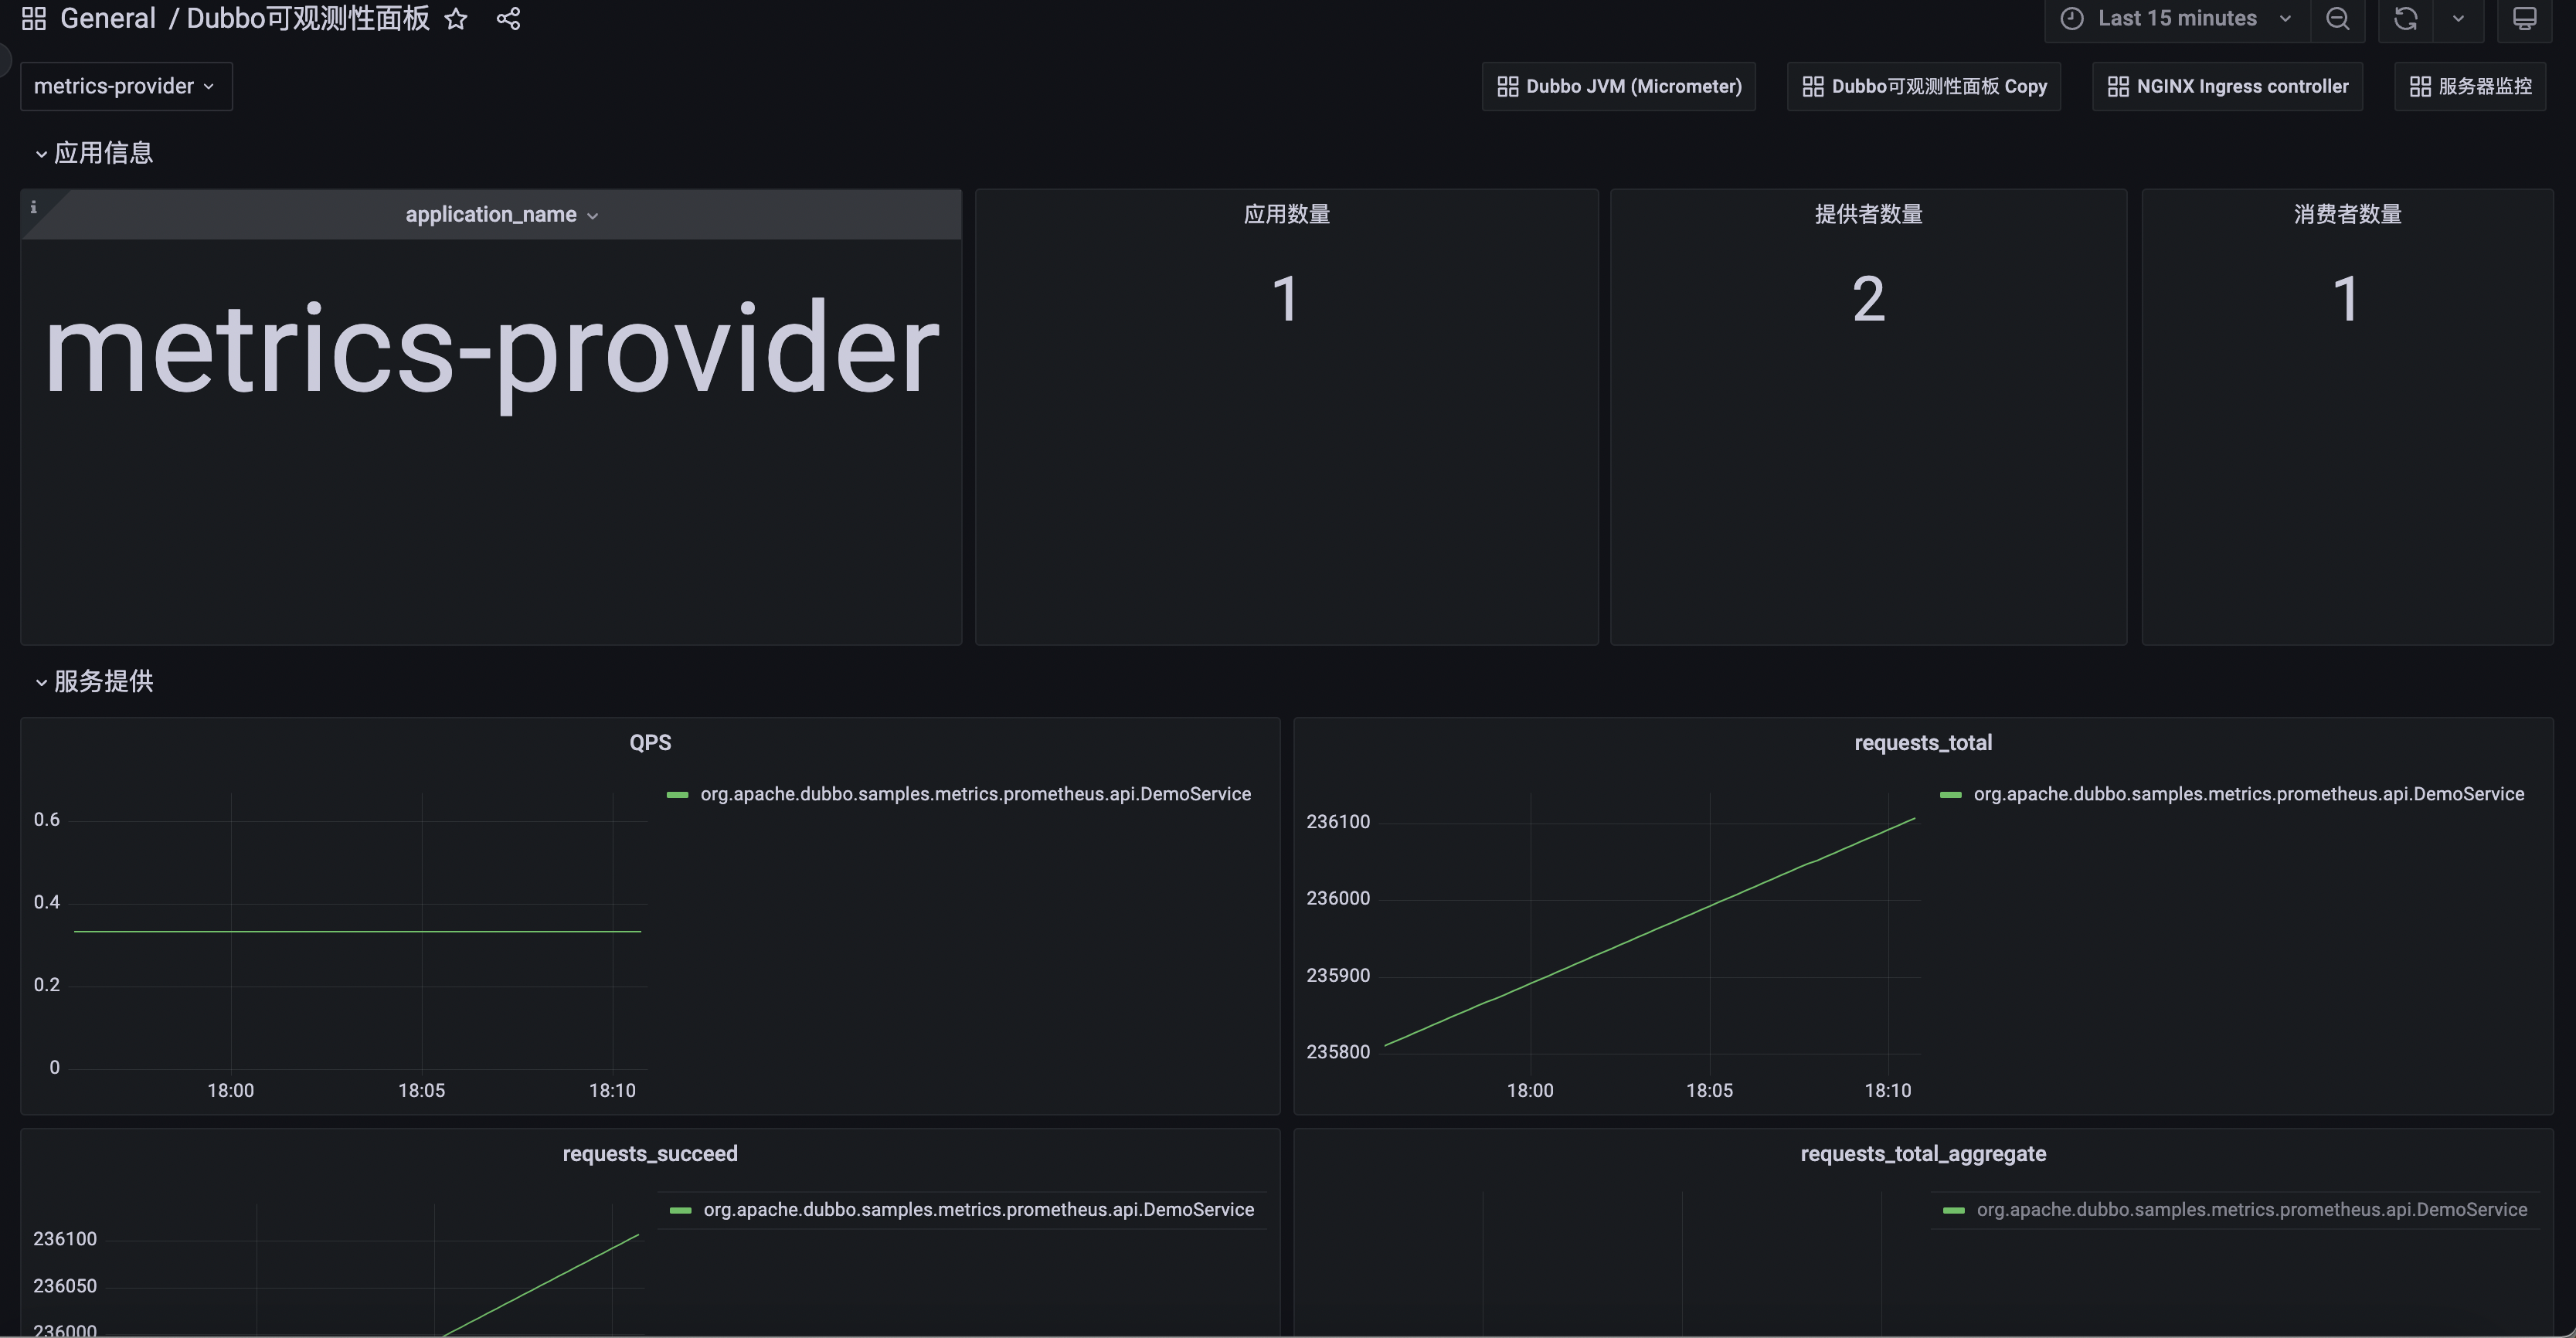 General / Dubbo可观测性面板
Last 15 minutes
metrics-provider
Dubbo JVM (Micrometer)
Dubbo可观测性面板 Copy
NGINX Ingress controller
服务器监控
应用信息
i
application_name
metrics-provider
应用数量
1
提供者数量
2
消费者数量
1
服务提供
QPS
org.apache.dubbo.samples.metrics.prometheus.api.DemoService
0.6
0.4
0.2
0
18:00 18:05 18:10
requests_total
org.apache.dubbo.samples.metrics.prometheus.api.DemoService
236100
236000
235900
235800
18:00 18:05 18:10
requests_succeed
org.apache.dubbo.samples.metrics.prometheus.api.DemoService
236100
236050
236000
requests_total_aggregate
org.apache.dubbo.samples.metrics.prometheus.api.DemoService